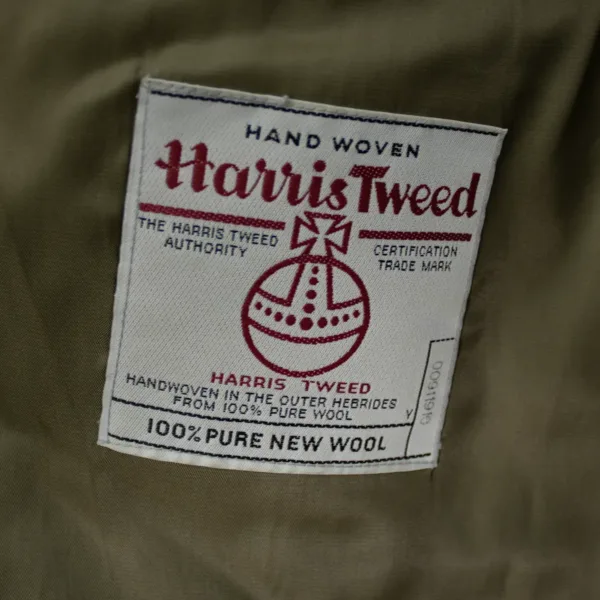 HAND WOVEN
Harris Tweed
THE HARRIS TWEED
AUTHORITY
CERTIFICATION
TRADE MARK
HARRIS TWEED
HANDWOVEN IN THE OUTER HEBRIDES
FROM 100% PURE WOOL
Y
100% PURE NEW WOOL